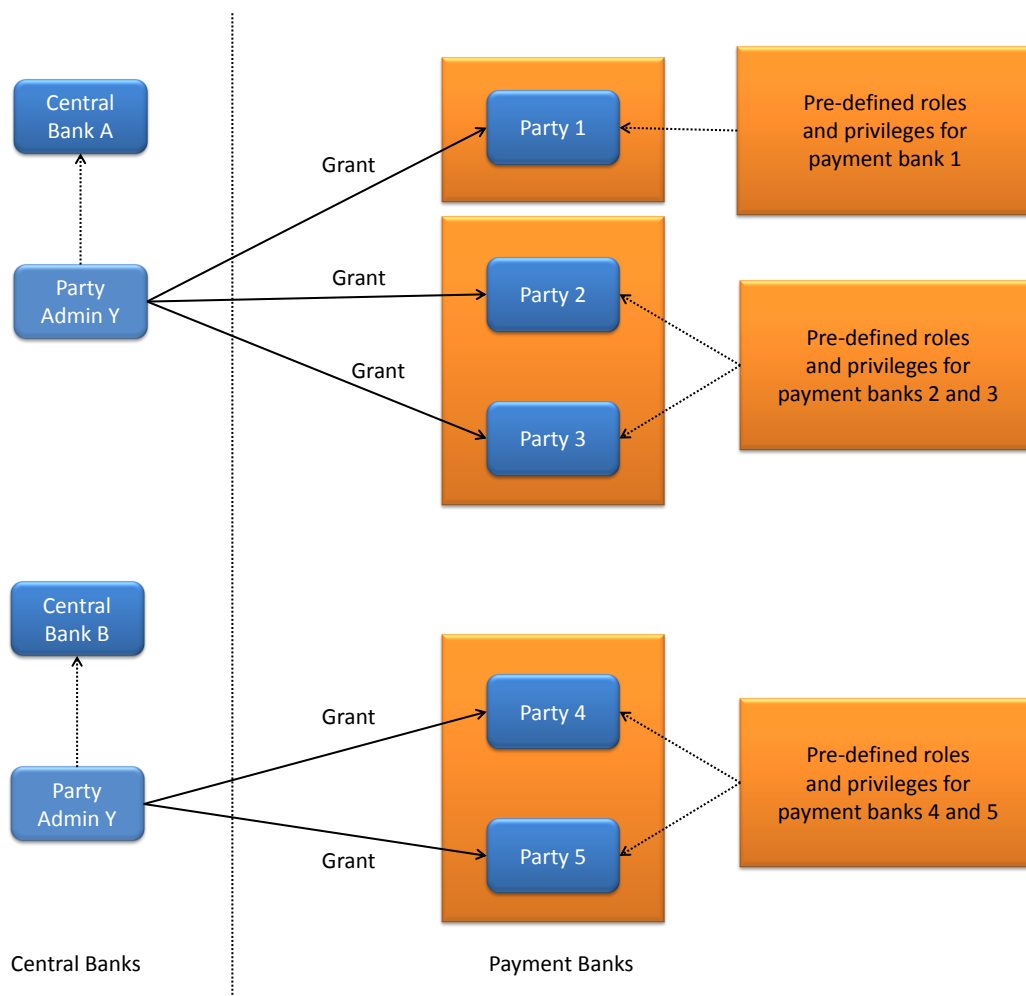 Central
Bank A
Party 1
Pre-defined roles
and privileges for
payment bank 1
Grant
Party
Admin Y
Grant
Party 2
Grant
Party 3
Pre-defined roles
and privileges for
payment banks 2 and 3
Central
Bank B
Party
Admin Y
Grant
Party 4
Grant
Party 5
Pre-defined roles
and privileges for
payment banks 4 and 5
Central Banks
Payment Banks